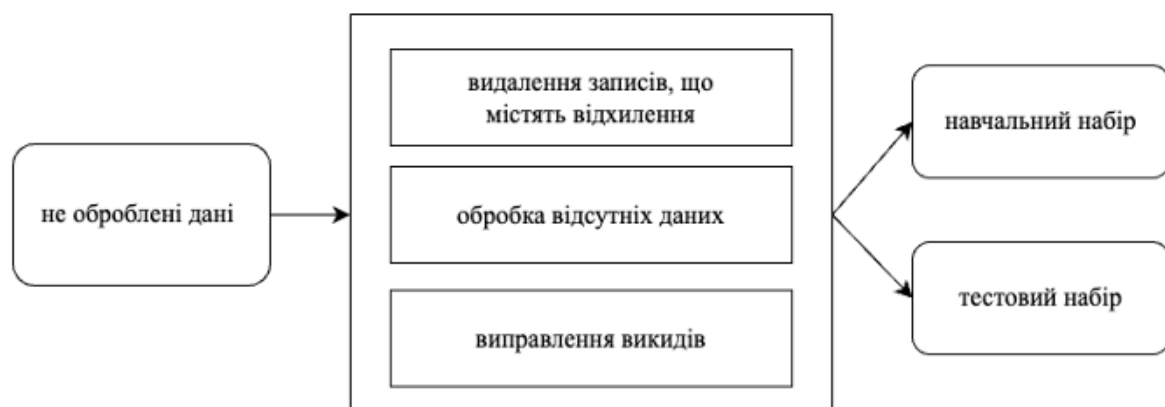 не оброблені дані
видалення записів, що
містять відхилення
обробка відсутніх даних
виправлення викидів
навчальний набір
тестовий набір